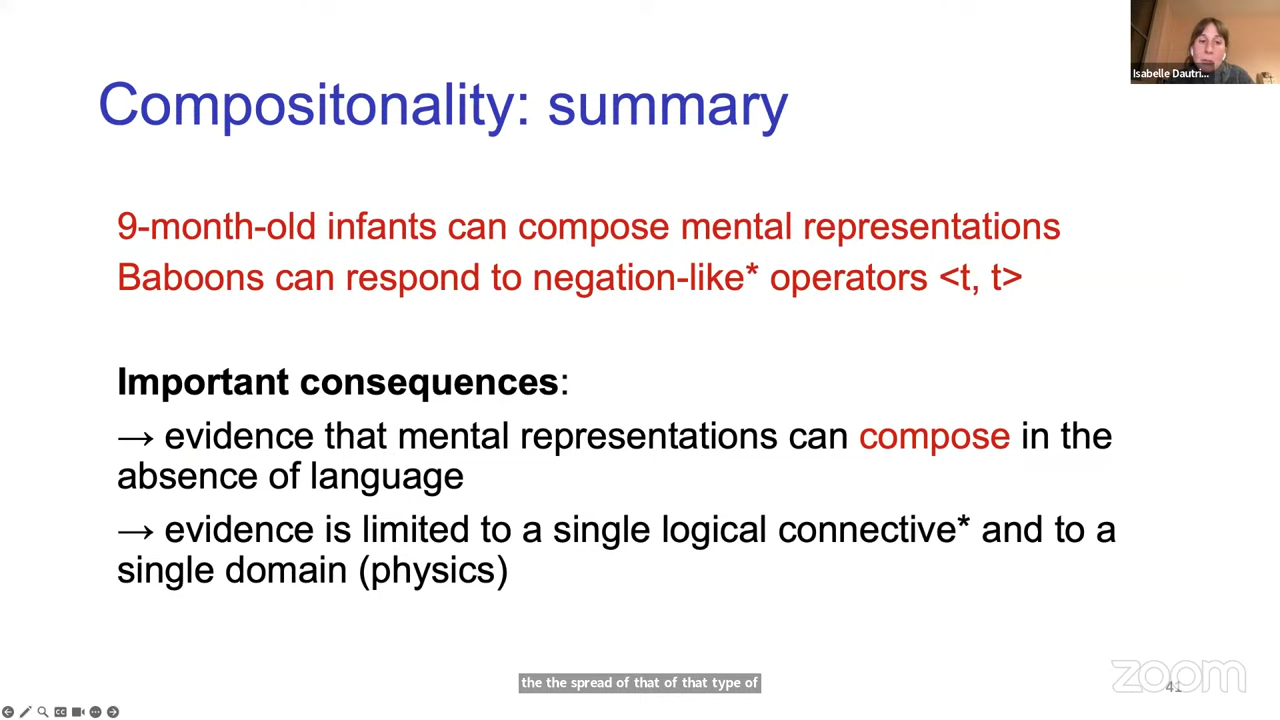 Isabelle Dautri...
Compositonality: summary
9-month-old infants can compose mental representations
Baboons can respond to negation-like* operators <t, t>
Important consequences:
→ evidence that mental representations can compose in the
absence of language
→ evidence is limited to a single logical connective* and to a
single domain (physics)
the the spread of that of that type of
zoom
41
CC